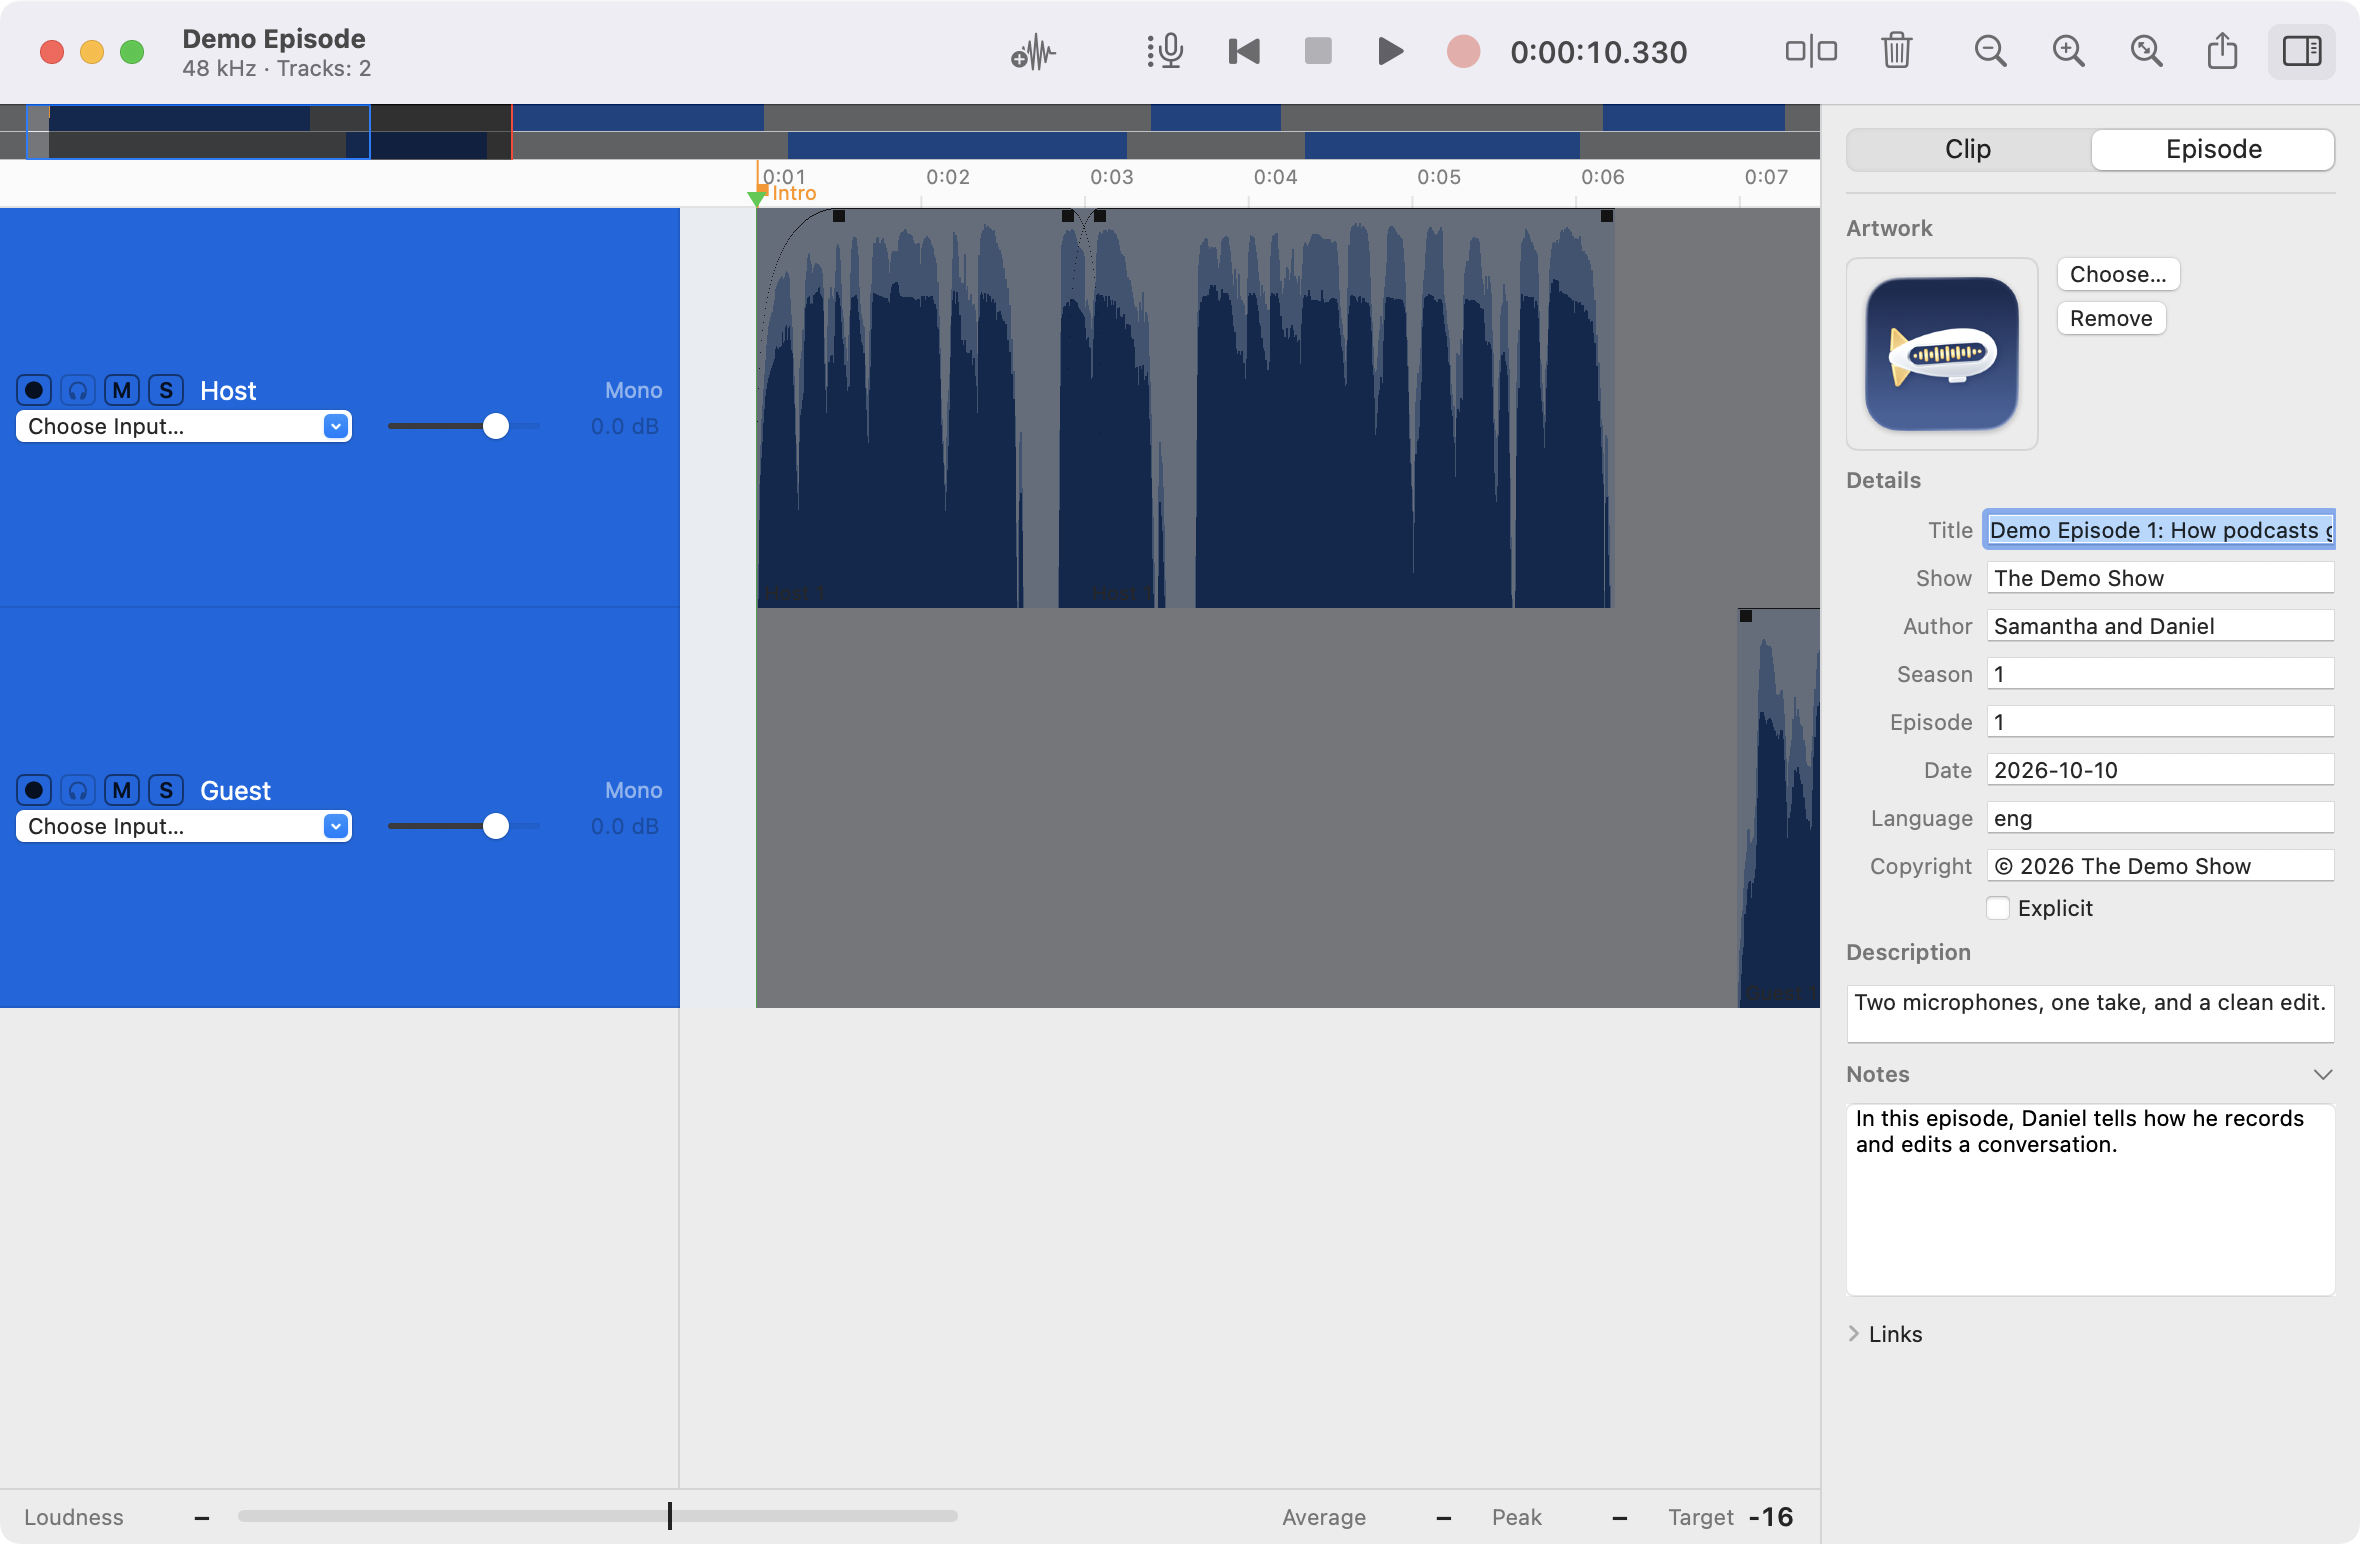 Demo Episode
48 kHz · Tracks: 2
0:00:10.330
Clip
Episode
0:01
0:02
0:03
0:04
0:05
0:06
0:07
Intro
Artwork
Choose...
Remove
M
S
Host
Mono
Choose Input...
0.0 dB
Details
Title
Demo Episode 1: How podcasts
Show
The Demo Show
Author
Samantha and Daniel
Season
1
Episode
1
Date
2026-10-10
Language
eng
Copyright
© 2026 The Demo Show
Explicit
M
S
Guest
Mono
Choose Input...
0.0 dB
Description
Two microphones, one take, and a clean edit.
Notes
In this episode, Daniel tells how he records
and edits a conversation.
Links
Loudness
–
Average
–
Peak
–
Target
-16